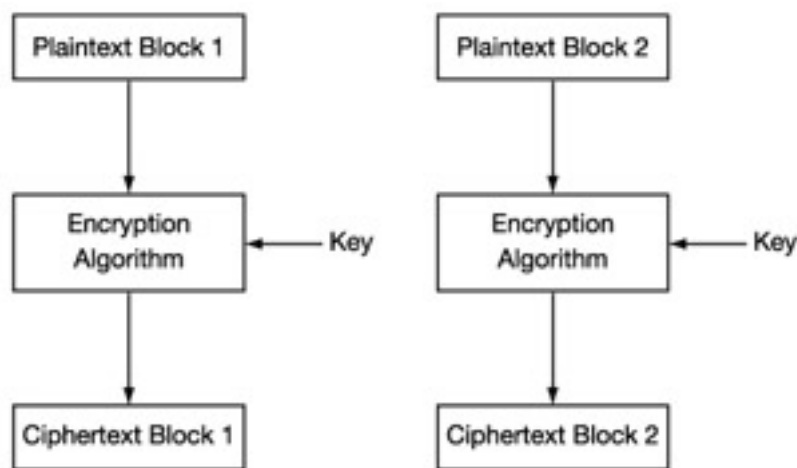 Plaintext Block 1
Plaintext Block 2
Encryption
Algorithm
Key
Encryption
Algorithm
Key
Ciphertext Block 1
Ciphertext Block 2